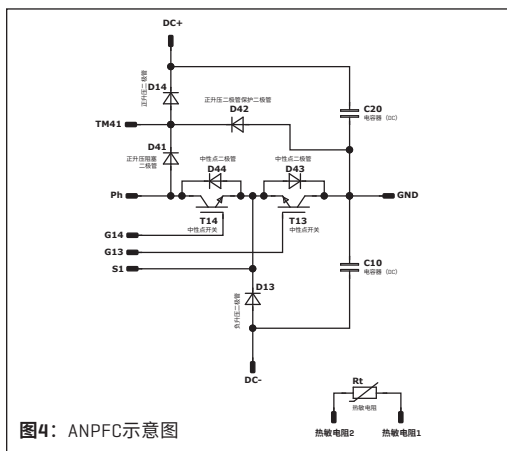 DC+
正升压二极管
D14
正升压二极管保护二极管
D42
C20
电容器（DC）
TM41
D41
正升压阻塞
二极管
中性点二极管
D44
中性点二极管
D43
Ph
GND
T14
中性点开关
T13
中性点开关
G14
G13
S1
C10
电容器（DC）
D13
负升压二极管
DC-
Rt
热敏电阻
热敏电阻2
热敏电阻1
图4：ANPFC示意图